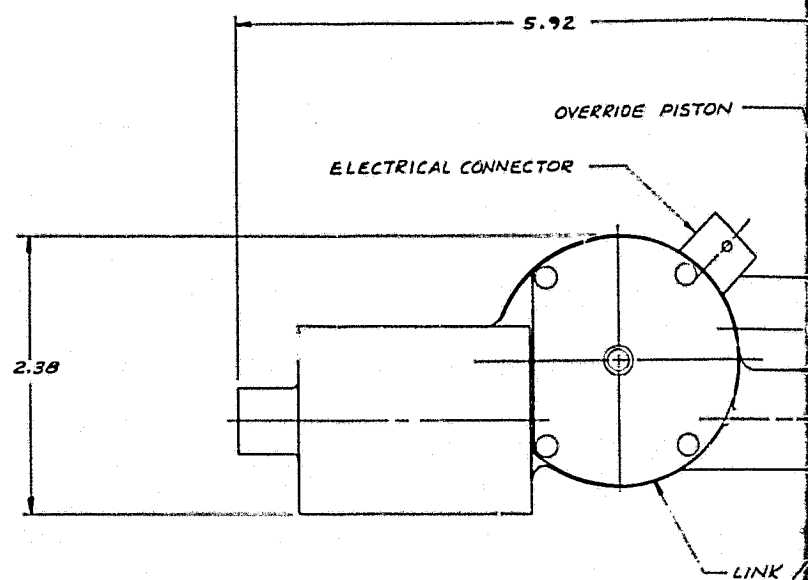 5.92
OVERRIDE PISTON
ELECTRICAL CONNECTOR
2.38
LINK